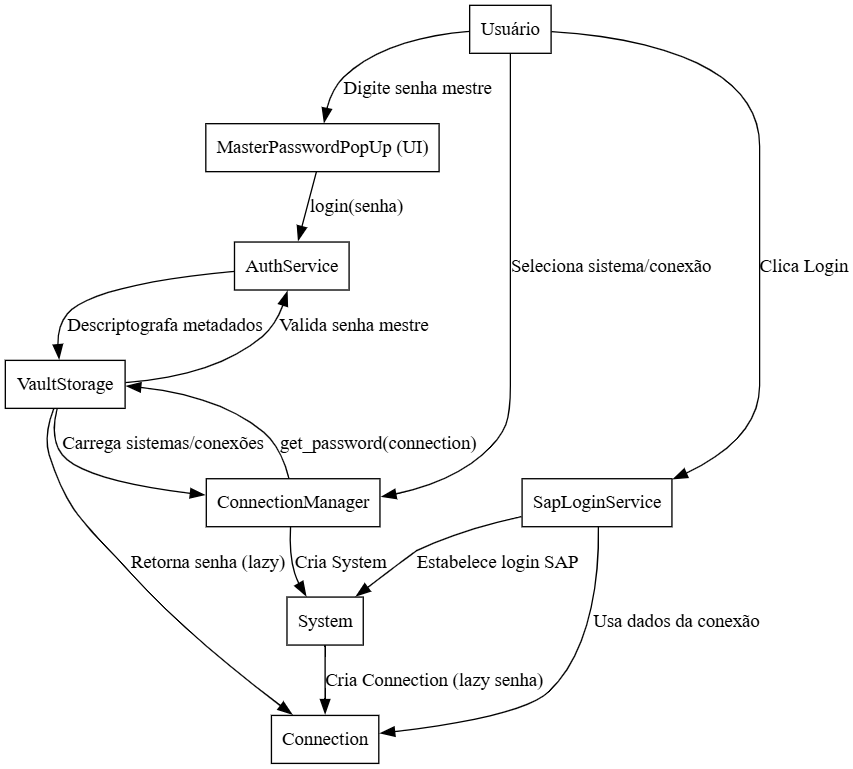 Usuário
Digite senha mestre
MasterPasswordPopUp (UI)
login(senha)
AuthService
Seleciona sistema/conexão
Clica Login
Descriptografa metadados
Valida senha mestre
VaultStorage
Carrega sistemas/conexões
get_password(connection)
ConnectionManager
SapLoginService
Retorna senha (lazy)
Cria System
Estabelece login SAP
System
Usa dados da conexão
Cria Connection (lazy senha)
Connection